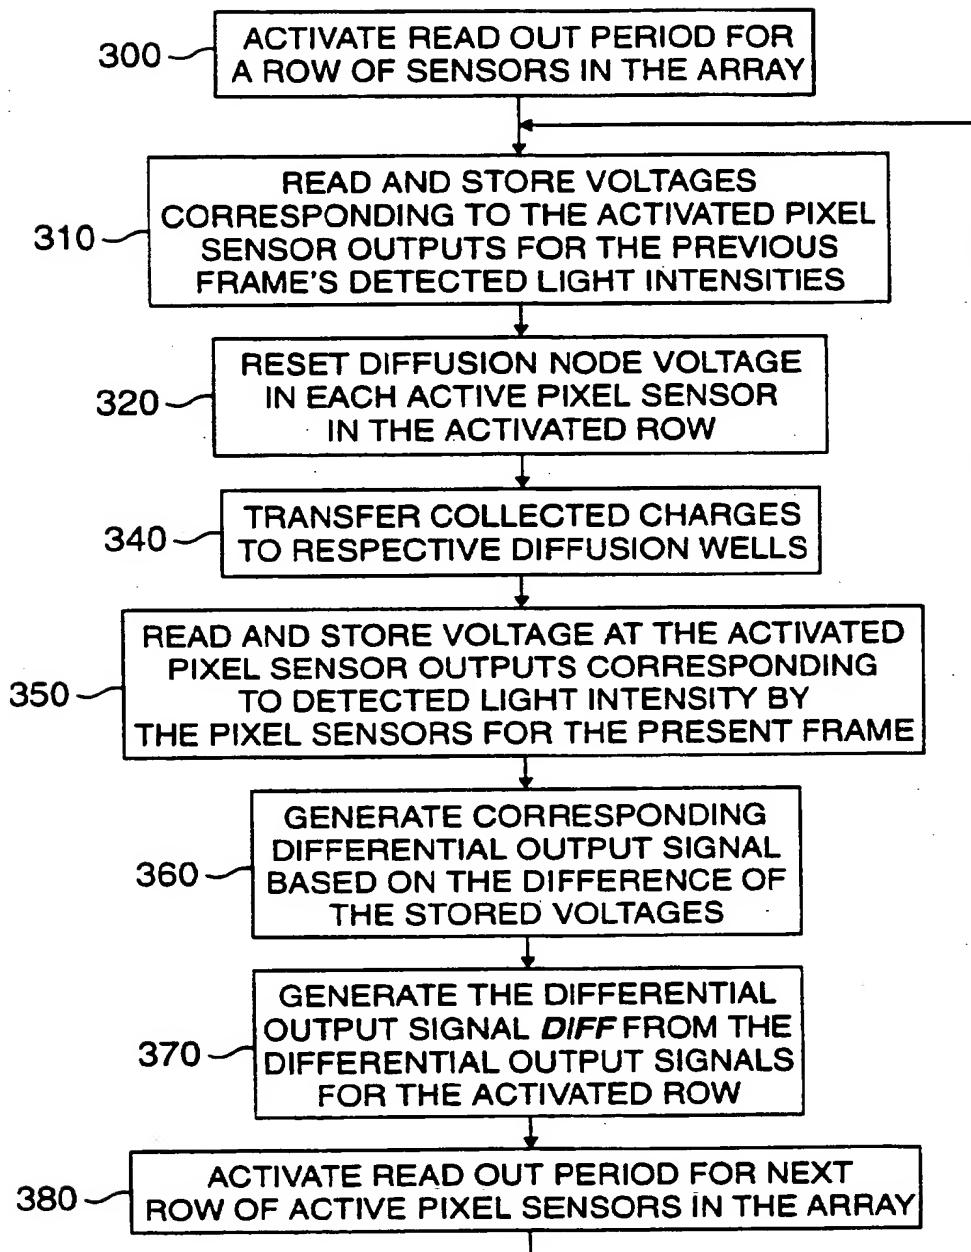 300
ACTIVATE READ OUT PERIOD FOR
A ROW OF SENSORS IN THE ARRAY
310
READ AND STORE VOLTAGES
CORRESPONDING TO THE ACTIVATED PIXEL
SENSOR OUTPUTS FOR THE PREVIOUS
FRAME'S DETECTED LIGHT INTENSITIES
320
RESET DIFFUSION NODE VOLTAGE
IN EACH ACTIVE PIXEL SENSOR
IN THE ACTIVATED ROW
340
TRANSFER COLLECTED CHARGES
TO RESPECTIVE DIFFUSION WELLS
350
READ AND STORE VOLTAGE AT THE ACTIVATED
PIXEL SENSOR OUTPUTS CORRESPONDING
TO DETECTED LIGHT INTENSITY BY
THE PIXEL SENSORS FOR THE PRESENT FRAME
360
GENERATE CORRESPONDING
DIFFERENTIAL OUTPUT SIGNAL
BASED ON THE DIFFERENCE OF
THE STORED VOLTAGES
370
GENERATE THE DIFFERENTIAL
OUTPUT SIGNAL DIFF FROM THE
DIFFERENTIAL OUTPUT SIGNALS
FOR THE ACTIVATED ROW
380
ACTIVATE READ OUT PERIOD FOR NEXT
ROW OF ACTIVE PIXEL SENSORS IN THE ARRAY